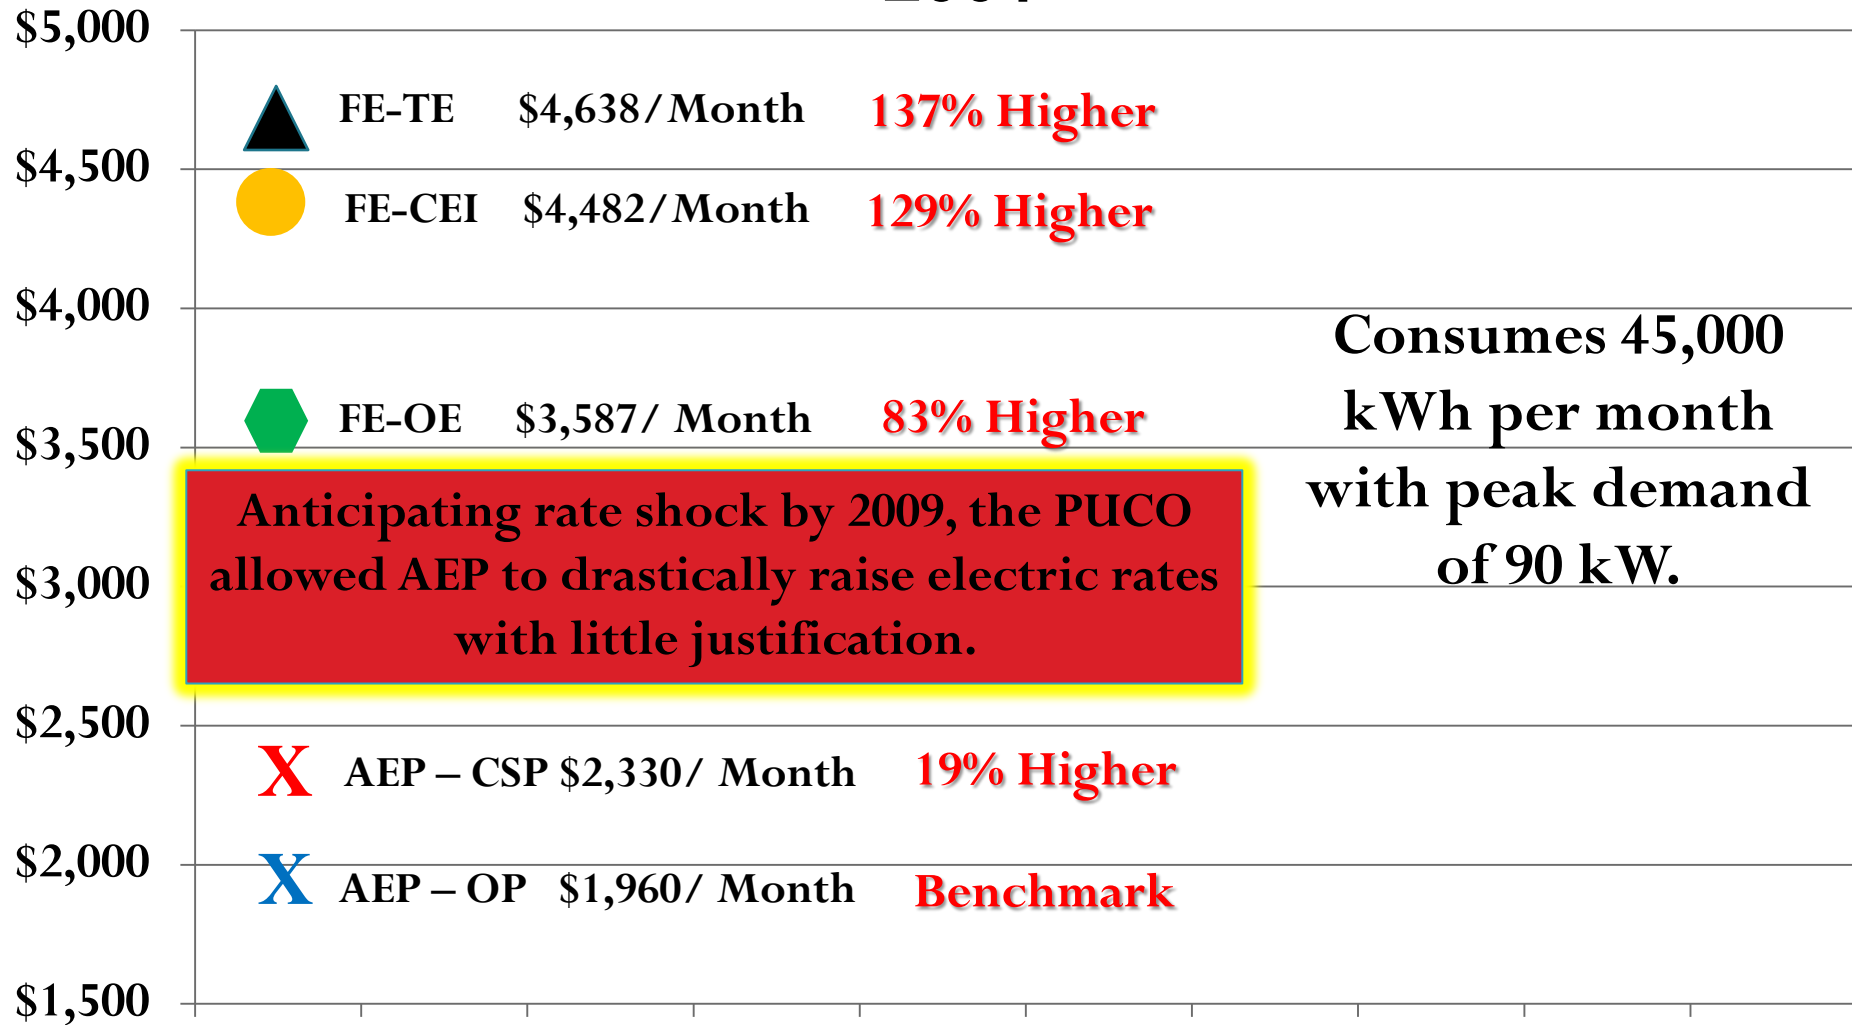 $5,000
FE-TE $4,638/Month 137% Higher
$4,500
FE-CEI $4,482/Month 129% Higher
$4,000
Consumes 45,000
kWh per month
with peak demand
of 90 kW.
FE-OE $3,587/ Month 83% Higher
$3,500
Anticipating rate shock by 2009, the PUCO
allowed AEP to drastically raise electric rates
with little justification.
$3,000
$2,500
X AEP – CSP $2,330/ Month 19% Higher
$2,000
X AEP – OP $1,960/ Month Benchmark
$1,500